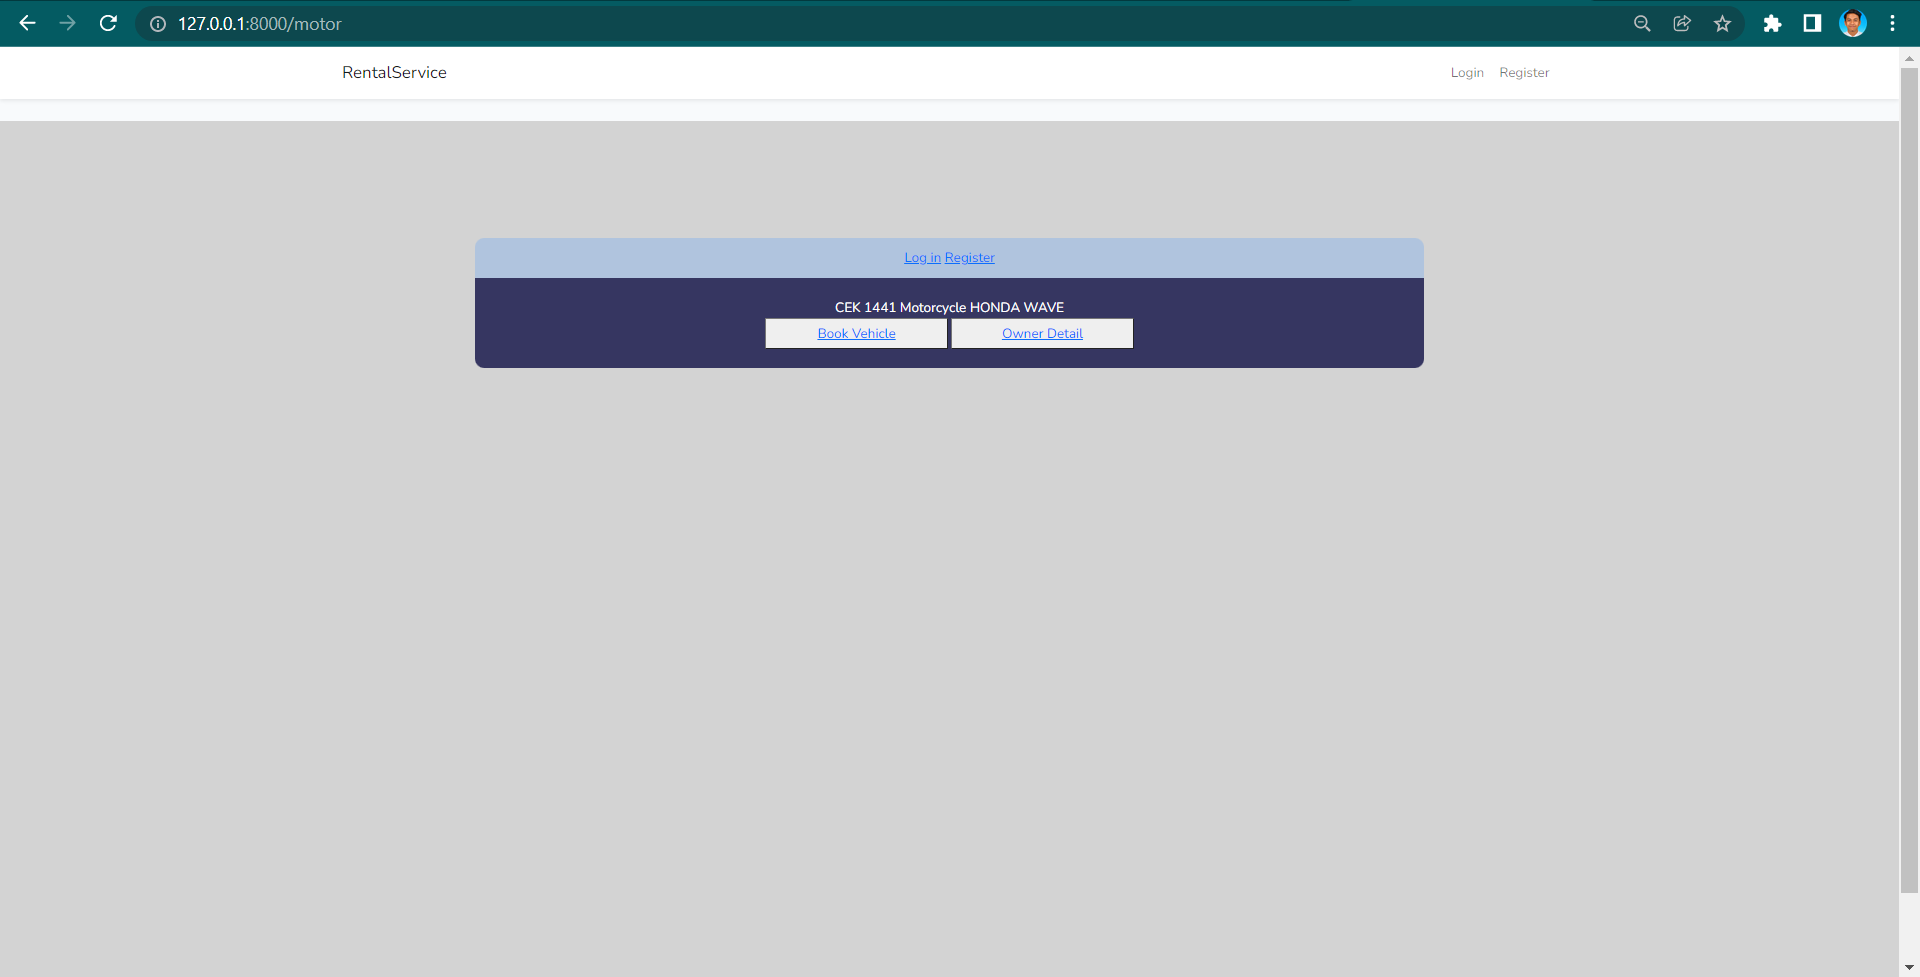 127.0.0.1:8000/motor
RentalService Login Register
Log in Register
CEK 1441 Motorcycle HONDA WAVE
Book Vehicle Owner Detail